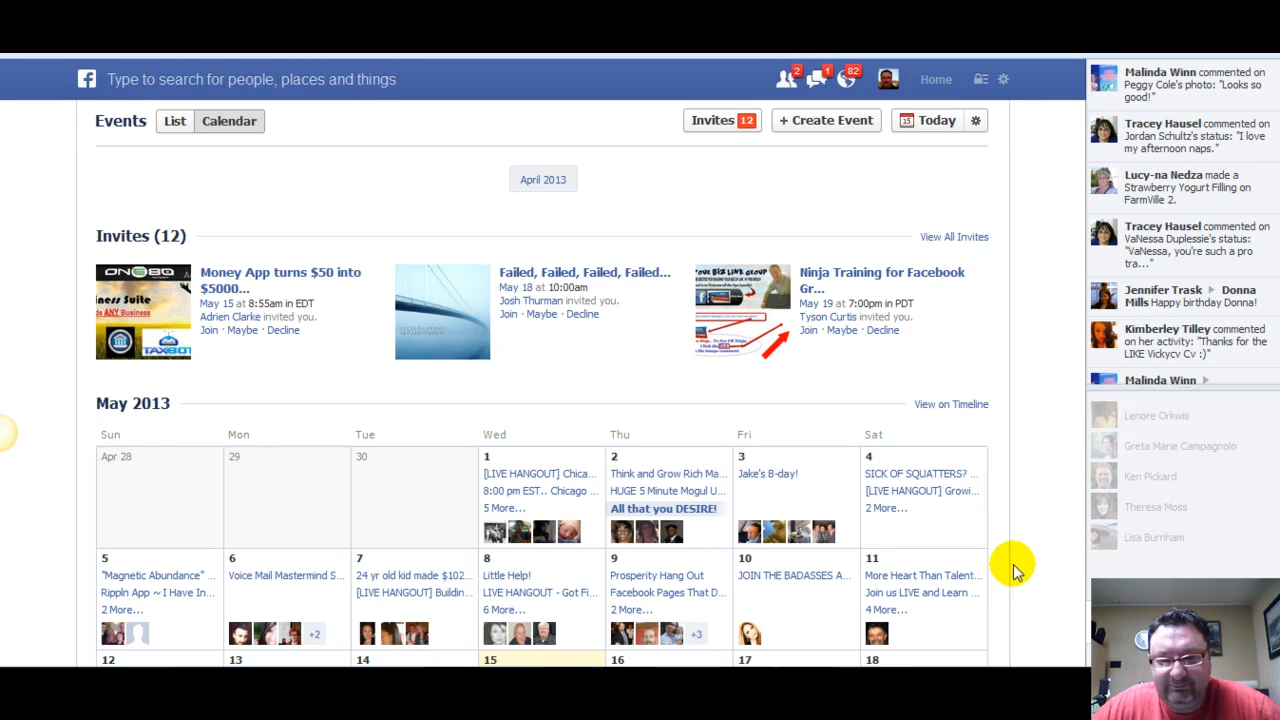 Type to search for people, places and things
2
1
82
Home
Events
List
Calendar
Invites 12
+ Create Event
15 Today
April 2013
Invites (12)
View All Invites
Money App turns $50 into
$5000...
May 15 at 8:55am in EDT
Adrien Clarke invited you.
Join · Maybe · Decline
Failed, Failed, Failed, Failed...
May 18 at 10:00am
Josh Thurman invited you.
Join · Maybe · Decline
YOUR BIZ LINK GROUP
Ninja Training for Facebook
Gr...
May 19 at 7:00pm in PDT
Tyson Curtis invited you.
Join · Maybe · Decline
May 2013
View on Timeline
Sun Mon Tue Wed Thu Fri Sat
Apr 28
29
30
1
[LIVE HANGOUT] Chica...
8:00 pm EST.. Chicago ...
5 More...
2
Think and Grow Rich Ma...
HUGE 5 Minute Mogul U...
All that you DESIRE!
3
Jake's B-day!
4
SICK OF SQUATTERS? ...
[LIVE HANGOUT] Growi...
2 More...
5
"Magnetic Abundance" ...
Rippln App ~ I Have In...
2 More...
6
Voice Mail Mastermind S...
+2
7
24 yr old kid made $102...
[LIVE HANGOUT] Buildin...
8
Little Help!
LIVE HANGOUT - Got Fi...
6 More...
9
Prosperity Hang Out
Facebook Pages That D...
2 More...
+3
10
JOIN THE BADASSES A...
11
More Heart Than Talent...
Join us LIVE and Learn ...
4 More...
12 13 14 15 16 17 18
Malinda Winn commented on
Peggy Cole's photo: "Looks so
good!"
Tracey Hausel commented on
Jordan Schultz's status: "I love
my afternoon naps."
Lucy-na Nedza made a
Strawberry Yogurt Filling on
FarmVille 2.
Tracey Hausel commented on
VaNessa Duplessie's status:
"VaNessa, you're such a pro
tra..."
Jennifer Trask Donna
Mills Happy birthday Donna!
Kimberley Tilley commented
on her activity: "Thanks for the
LIKE Vickycv Cv :)"
Malinda Winn
Lenore Orkwis
Greta Marie Campagnolo
Ken Pickard
Theresa Moss
Lisa Burnham